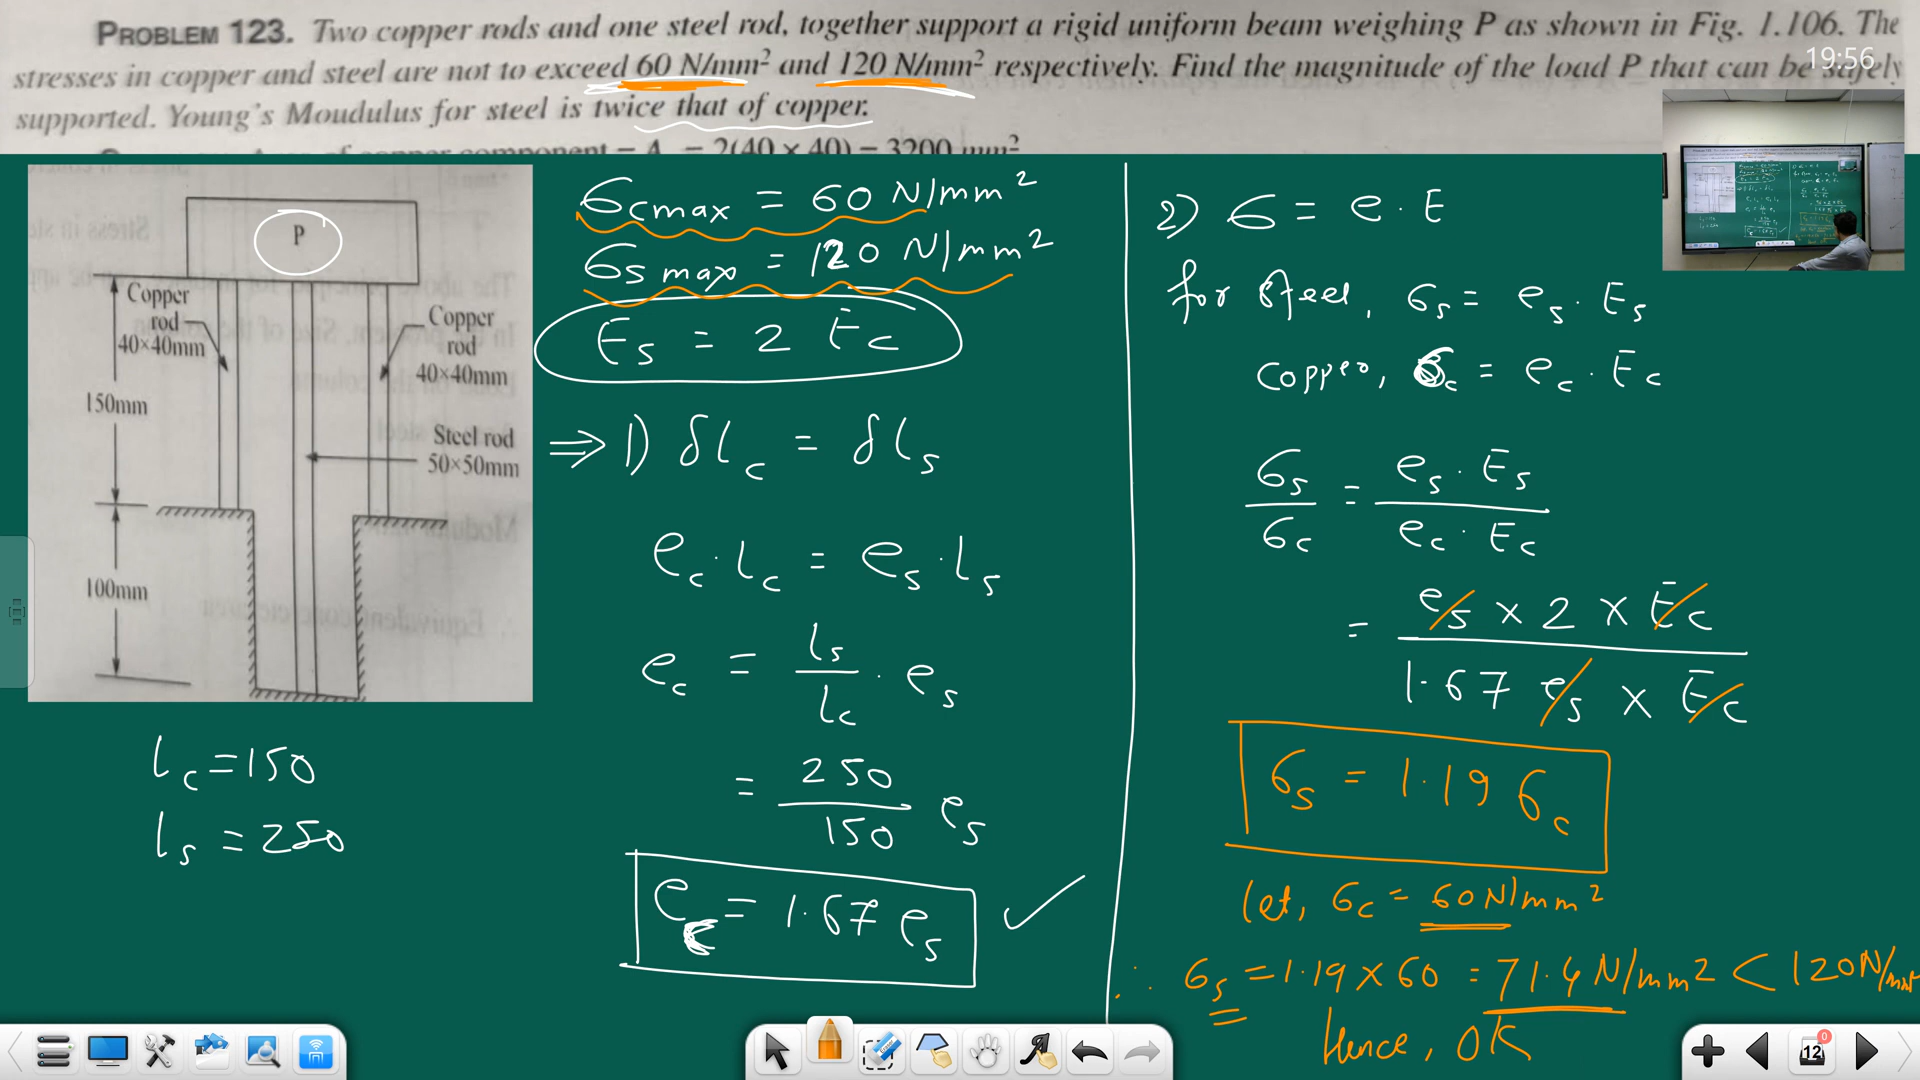 PROBLEM 123. Two copper rods and one steel rod, together support a rigid uniform beam weighing P as shown in Fig. 1.106. The
stresses in copper and steel are not to exceed 60 N/mm² and 120 N/mm² respectively. Find the magnitude of the load P that can be safely
supported. Young's Moudulus for steel is twice that of copper.
19:56
P
Copper
rod
40×40mm
Copper
rod
40×40mm
150mm
Steel rod
50×50mm
100mm
lc = 150
ls = 250
σc max = 60 N/mm²
σs max = 120 N/mm²
Es = 2 Ec
⇒ 1) δlc = δls
ec · lc = es · ls
ec = ls/lc · es
= 250/150 es
ec = 1.67 es ✓
2) σ = e · E
for steel, σs = es · Es
copper, σc = ec · Ec
σs/σc = es · Es / ec · Ec
= es × 2 × Ec / 1.67 es × Ec
σs = 1.19 σc
let, σc = 60 N/mm²
∴ σs = 1.19 × 60 = 71.4 N/mm² < 120 N/mm²
Hence, OK
12
0